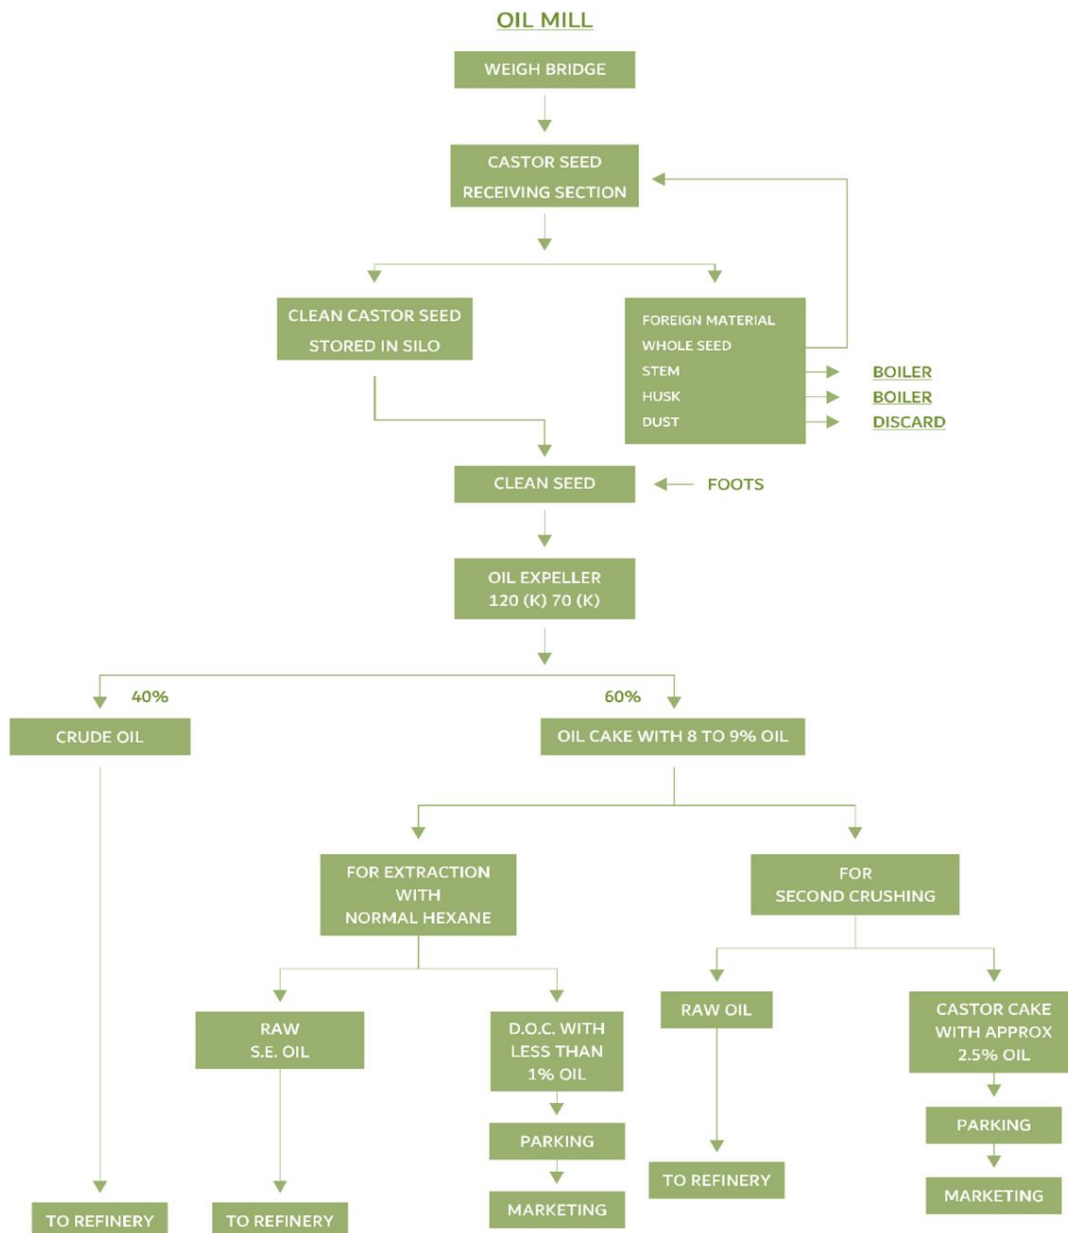 OIL MILL
WEIGH BRIDGE
CASTOR SEED
RECEIVING SECTION
CLEAN CASTOR SEED
STORED IN SILO
FOREIGN MATERIAL
WHOLE SEED
STEM
BOILER
HUSK
BOILER
DUST
DISCARD
CLEAN SEED
FOOTS
OIL EXPELLER
120 (K) 70 (K)
40%
60%
CRUDE OIL
OIL CAKE WITH 8 TO 9% OIL
FOR EXTRACTION
WITH
NORMAL HEXANE
FOR
SECOND CRUSHING
RAW
S.E. OIL
D.O.C. WITH
LESS THAN
1% OIL
RAW OIL
CASTOR CAKE
WITH APPROX
2.5% OIL
PARKING
PARKING
TO REFINERY
TO REFINERY
MARKETING
TO REFINERY
MARKETING